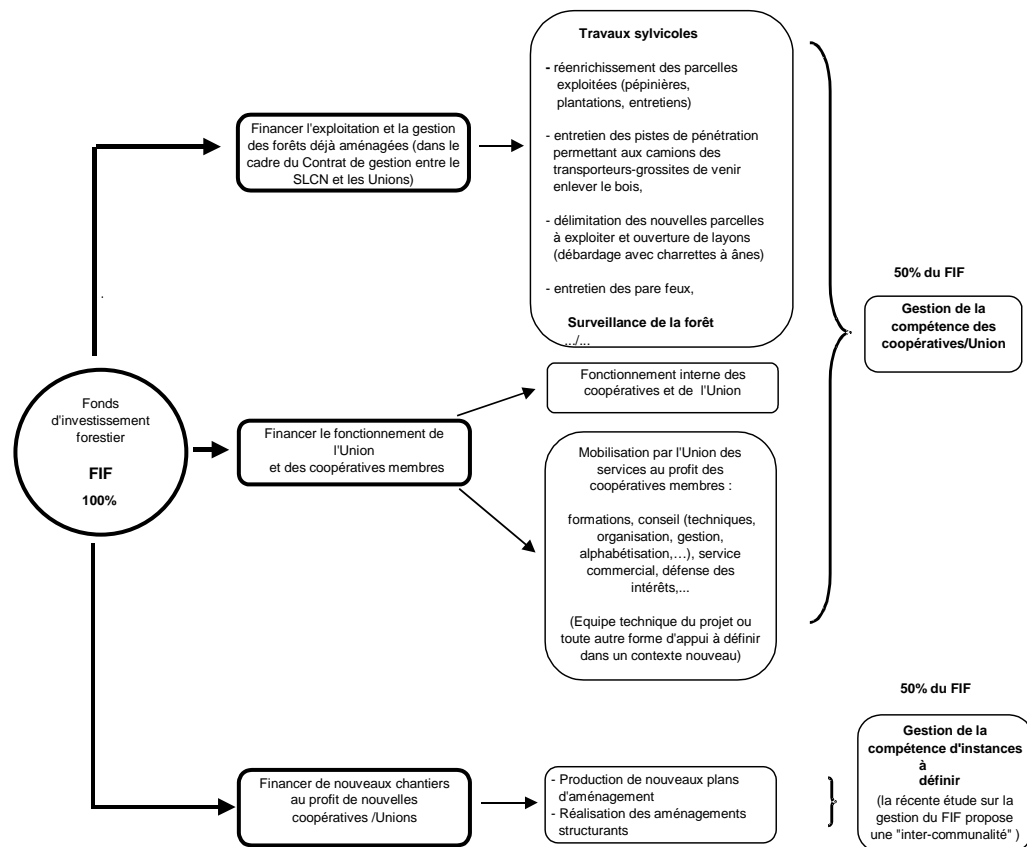 Travaux sylvicoles
- réenrichissement des parcelles
exploitées (pépinières,
plantations, entretiens)
- entretien des pistes de pénétration
permettant aux camions des
transporteurs-grossites de venir
enlever le bois,
- délimitation des nouvelles parcelles
à exploiter et ouverture de layons
(débardage avec charrettes à ânes)
- entretien des pare feux,
Surveillance de la forêt
.../...
Financer l'exploitation et la gestion
des forêts déjà aménagées (dans le
cadre du Contrat de gestion entre le
SLCN et les Unions)
50% du FIF
Gestion de la
compétence des
coopératives/Union
Fonctionnement interne des
coopératives et de l'Union
Fonds
d'investissement
forestier
FIF
100%
Financer le fonctionnement de
l'Union
et des coopératives membres
Mobilisation par l'Union des
services au profit des
coopératives membres :
formations, conseil (techniques,
organisation, gestion,
alphabétisation,...), service
commercial, défense des
intérêts,...
(Equipe technique du projet ou
toute autre forme d'appui à définir
dans un contexte nouveau)
50% du FIF
Gestion de la
compétence d'instances
à
définir
(la récente étude sur la
gestion du FIF propose
une "inter-communalité" )
Financer de nouveaux chantiers
au profit de nouvelles
coopératives /Unions
- Production de nouveaux plans
d'aménagement
- Réalisation des aménagements
structurants